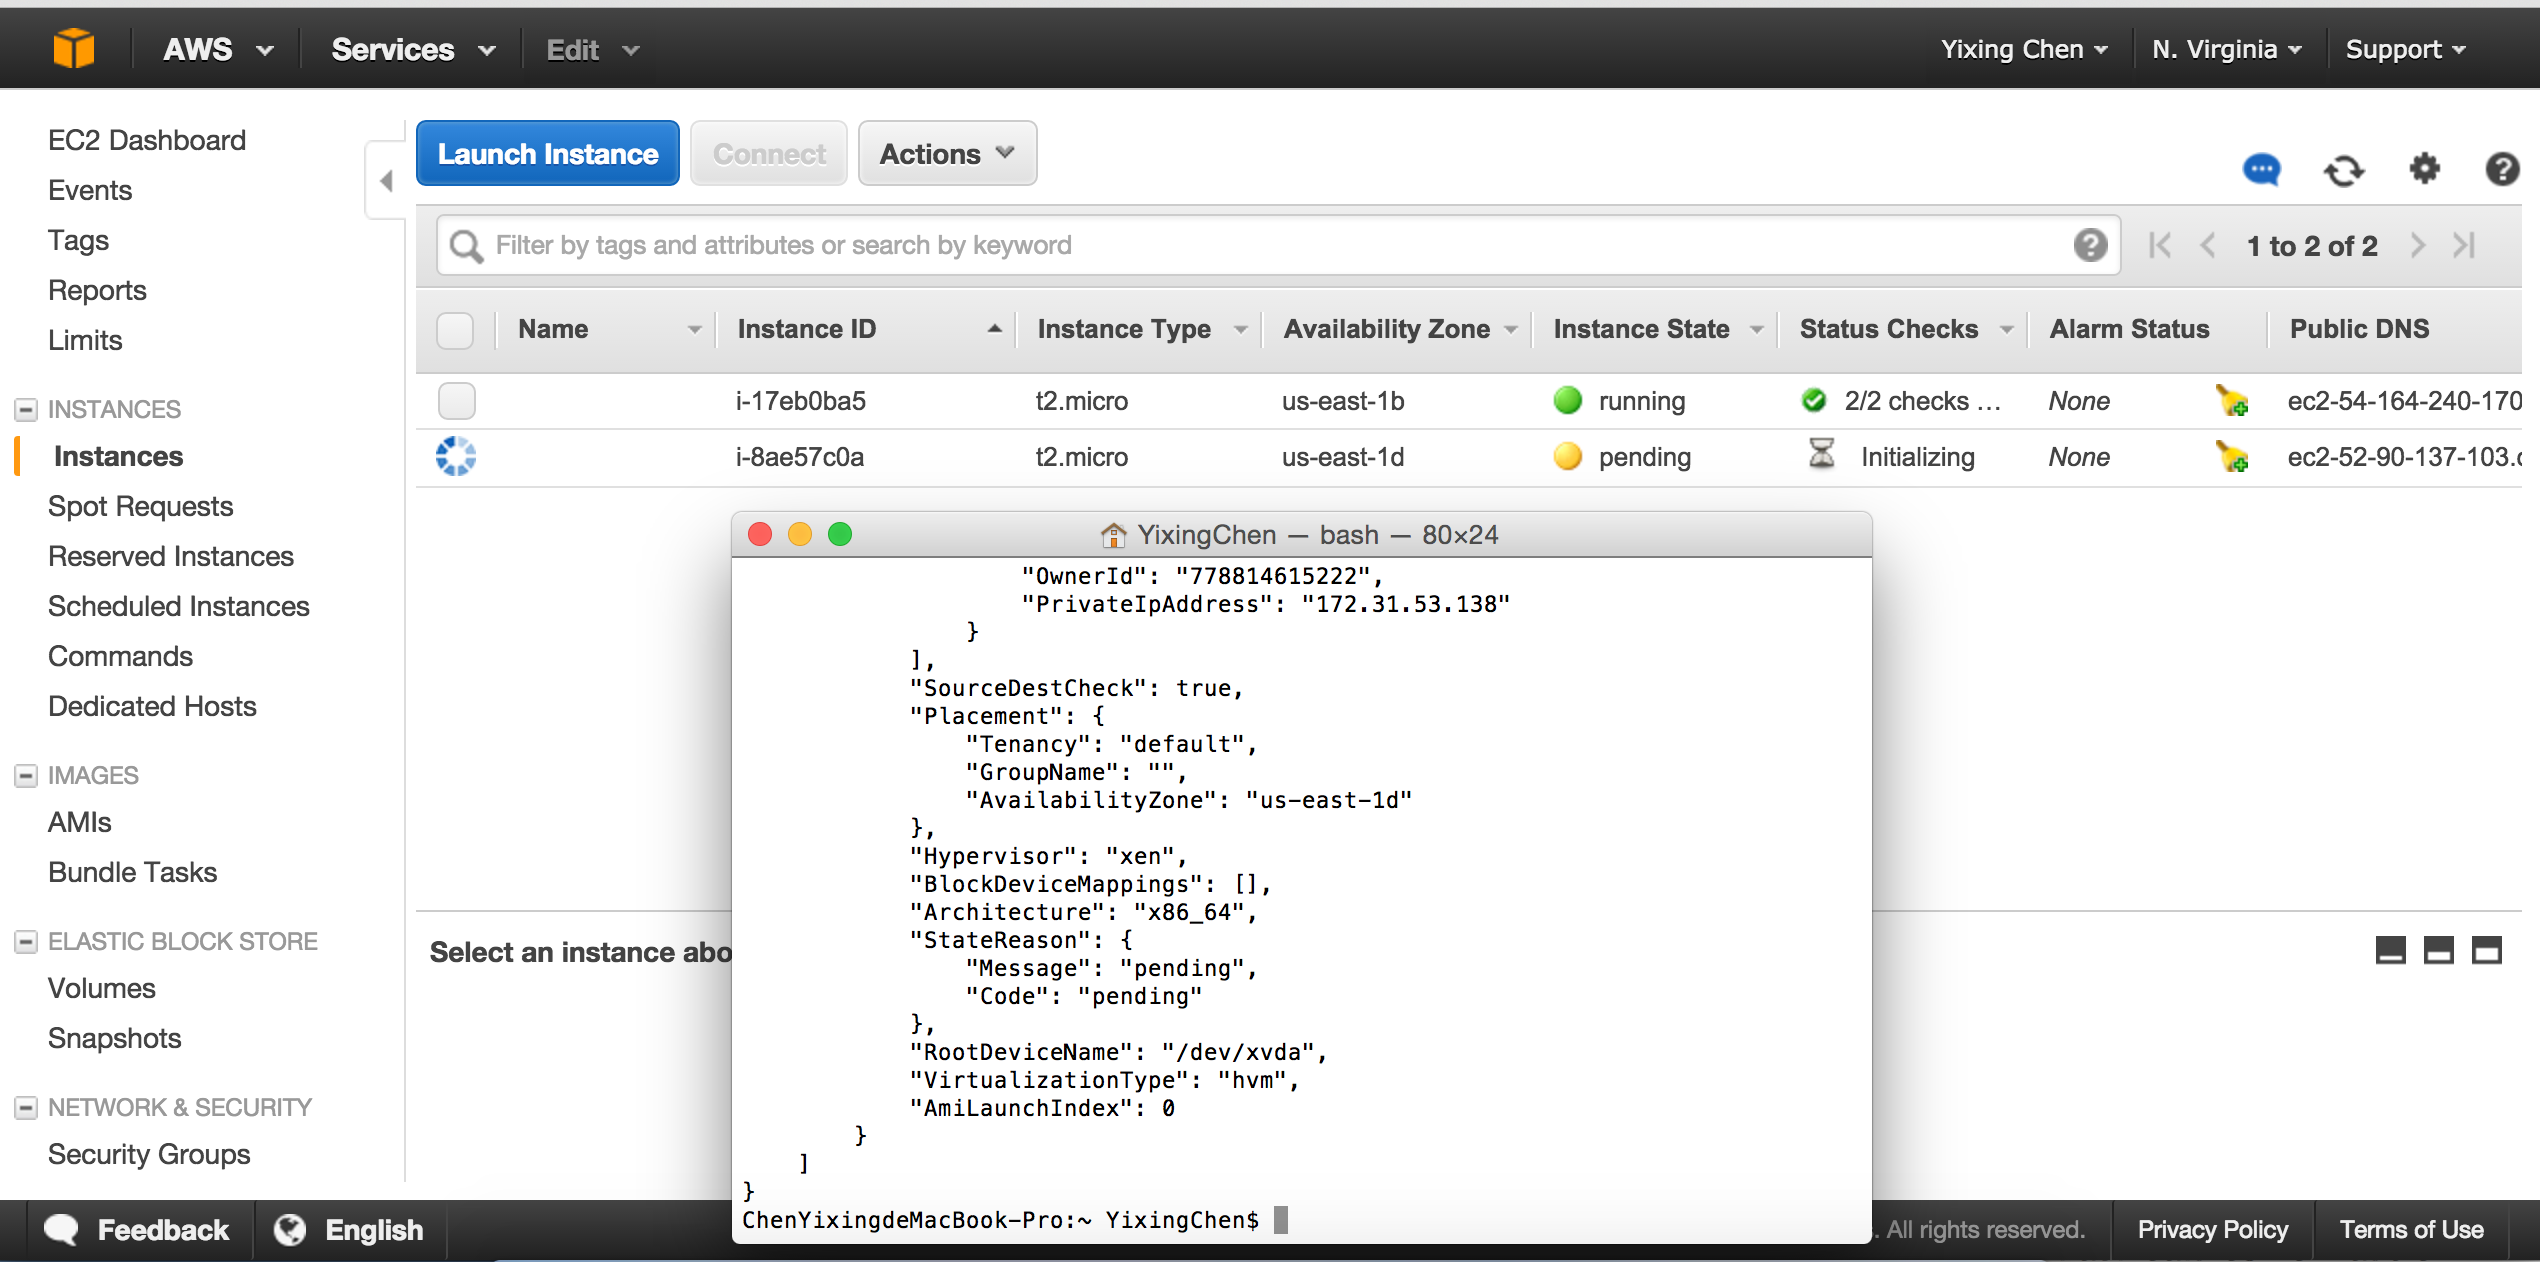 AWS Services Edit Yixing Chen N. Virginia Support
EC2 Dashboard
Events
Tags
Reports
Limits
INSTANCES
Instances
Spot Requests
Reserved Instances
Scheduled Instances
Commands
Dedicated Hosts
IMAGES
AMIs
Bundle Tasks
ELASTIC BLOCK STORE
Volumes
Snapshots
NETWORK & SECURITY
Security Groups
Launch Instance Connect Actions
Filter by tags and attributes or search by keyword 1 to 2 of 2
Name Instance ID Instance Type Availability Zone Instance State Status Checks Alarm Status Public DNS
i-17eb0ba5 t2.micro us-east-1b running 2/2 checks ... None ec2-54-164-240-170
i-8ae57c0a t2.micro us-east-1d pending Initializing None ec2-52-90-137-103.
Select an instance abo
YixingChen — bash — 80×24
"OwnerId": "778814615222",
"PrivateIpAddress": "172.31.53.138"
}
],
"SourceDestCheck": true,
"Placement": {
"Tenancy": "default",
"GroupName": "",
"AvailabilityZone": "us-east-1d"
},
"Hypervisor": "xen",
"BlockDeviceMappings": [],
"Architecture": "x86_64",
"StateReason": {
"Message": "pending",
"Code": "pending"
},
"RootDeviceName": "/dev/xvda",
"VirtualizationType": "hvm",
"AmiLaunchIndex": 0
}
]
}
ChenYixingdeMacBook-Pro:~ YixingChen$
Feedback English . All rights reserved. Privacy Policy Terms of Use